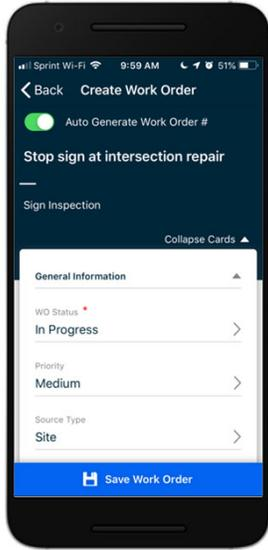 Sprint Wi-Fi 9:59 AM 51%
Back Create Work Order
Auto Generate Work Order #
Stop sign at intersection repair
Sign Inspection
Collapse Cards
General Information
WO Status *
In Progress
Priority
Medium
Source Type
Site
Save Work Order